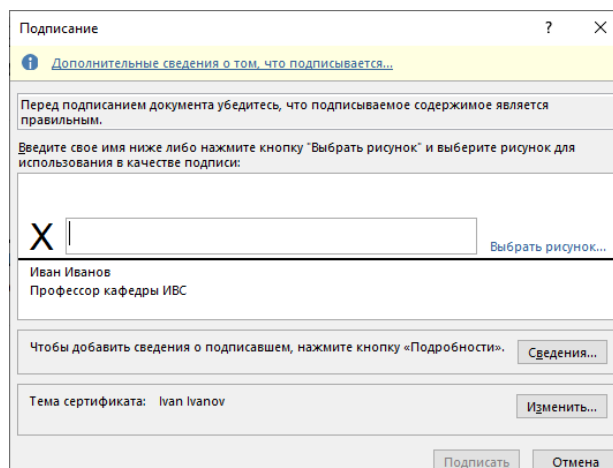 Подписание
? ×
Дополнительные сведения о том, что подписывается...
Перед подписанием документа убедитесь, что подписываемое содержимое является
правильным.
Введите свое имя ниже либо нажмите кнопку "Выбрать рисунок" и выберите рисунок для
использования в качестве подписи:
X
Выбрать рисунок...
Иван Иванов
Профессор кафедры ИВС
Чтобы добавить сведения о подписавшем, нажмите кнопку «Подробности».
Сведения...
Тема сертификата: Ivan Ivanov
Изменить...
Подписать Отмена